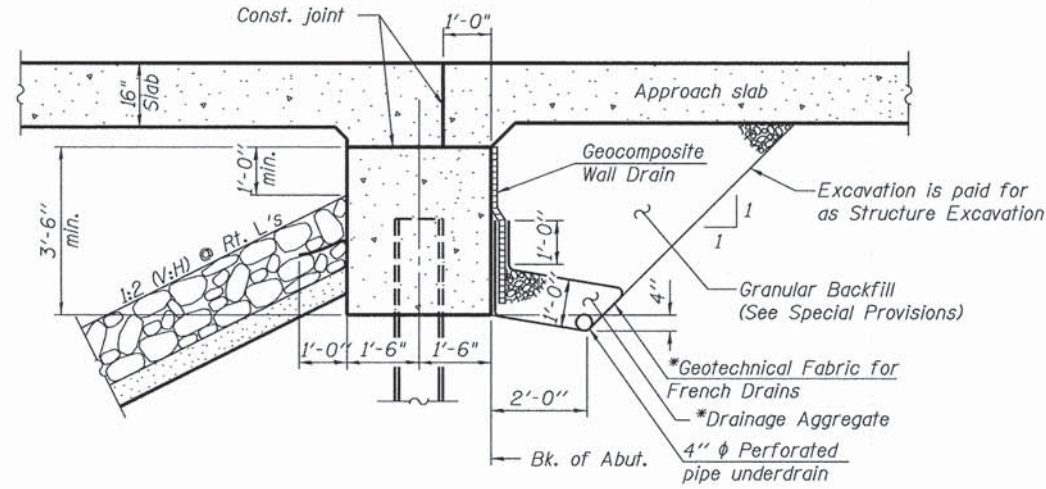 Const. joint
1'-0"
16"
Slab
Approach slab
3'-6"
min.
1'-0"
min.
Geocomposite
Wall Drain
Excavation is paid for
as Structure Excavation
1
1
1:2 (V:H) @ Rt. L's
1'-0"
1'-0"
4"
Granular Backfill
(See Special Provisions)
1'-0"
1'-6"
1'-6"
2'-0"
*Geotechnical Fabric for
French Drains
*Drainage Aggregate
4" ϕ Perforated
pipe underdrain
Bk. of Abut.